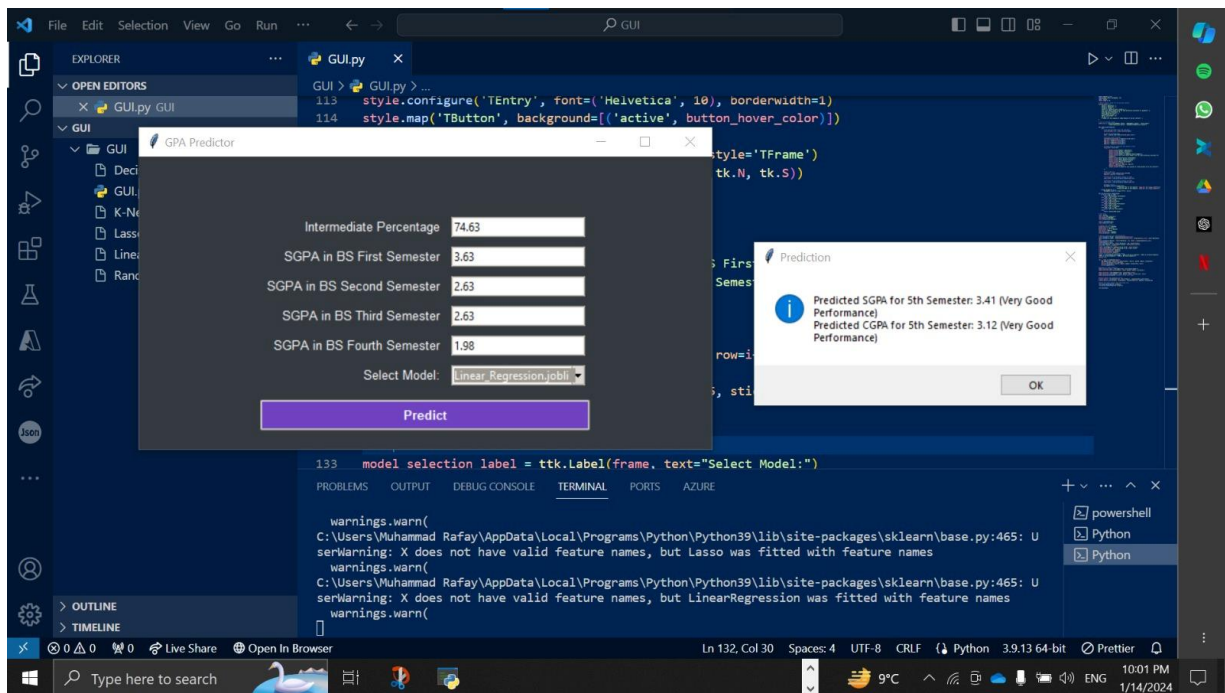 File Edit Selection View Go Run ··· GUI
EXPLORER ···
OPEN EDITORS
GUI.py GUI
GUI
GUI
Deci
GUI.
K-Ne
Lass
Linea
Rand
OUTLINE
TIMELINE
GUI.py
GUI > GUI.py > ...
113 style.configure('TEntry', font=('Helvetica', 10), borderwidth=1)
114 style.map('TButton', background=[('active', button_hover_color)])
style='TFrame')
tk.N, tk.S))
S Firs
Semes
row=i
, sti
133 model selection label = ttk.Label(frame, text="Select Model:")
GPA Predictor
Intermediate Percentage 74.63
SGPA in BS First Semester 3.63
SGPA in BS Second Semester 2.63
SGPA in BS Third Semester 2.63
SGPA in BS Fourth Semester 1.98
Select Model: Linear_Regression.jobli
Predict
Prediction
Predicted SGPA for 5th Semester: 3.41 (Very Good
Performance)
Predicted CGPA for 5th Semester: 3.12 (Very Good
Performance)
OK
PROBLEMS OUTPUT DEBUG CONSOLE TERMINAL PORTS AZURE
warnings.warn(
C:\Users\Muhammad Rafay\AppData\Local\Programs\Python\Python39\lib\site-packages\sklearn\base.py:465: U
serWarning: X does not have valid feature names, but Lasso was fitted with feature names
warnings.warn(
C:\Users\Muhammad Rafay\AppData\Local\Programs\Python\Python39\lib\site-packages\sklearn\base.py:465: U
serWarning: X does not have valid feature names, but LinearRegression was fitted with feature names
warnings.warn(
powershell
Python
Python
Json
0 0 0 Live Share Open In Browser Ln 132, Col 30 Spaces: 4 UTF-8 CRLF Python 3.9.13 64-bit Prettier
Type here to search 9°C ENG 10:01 PM
1/14/2024